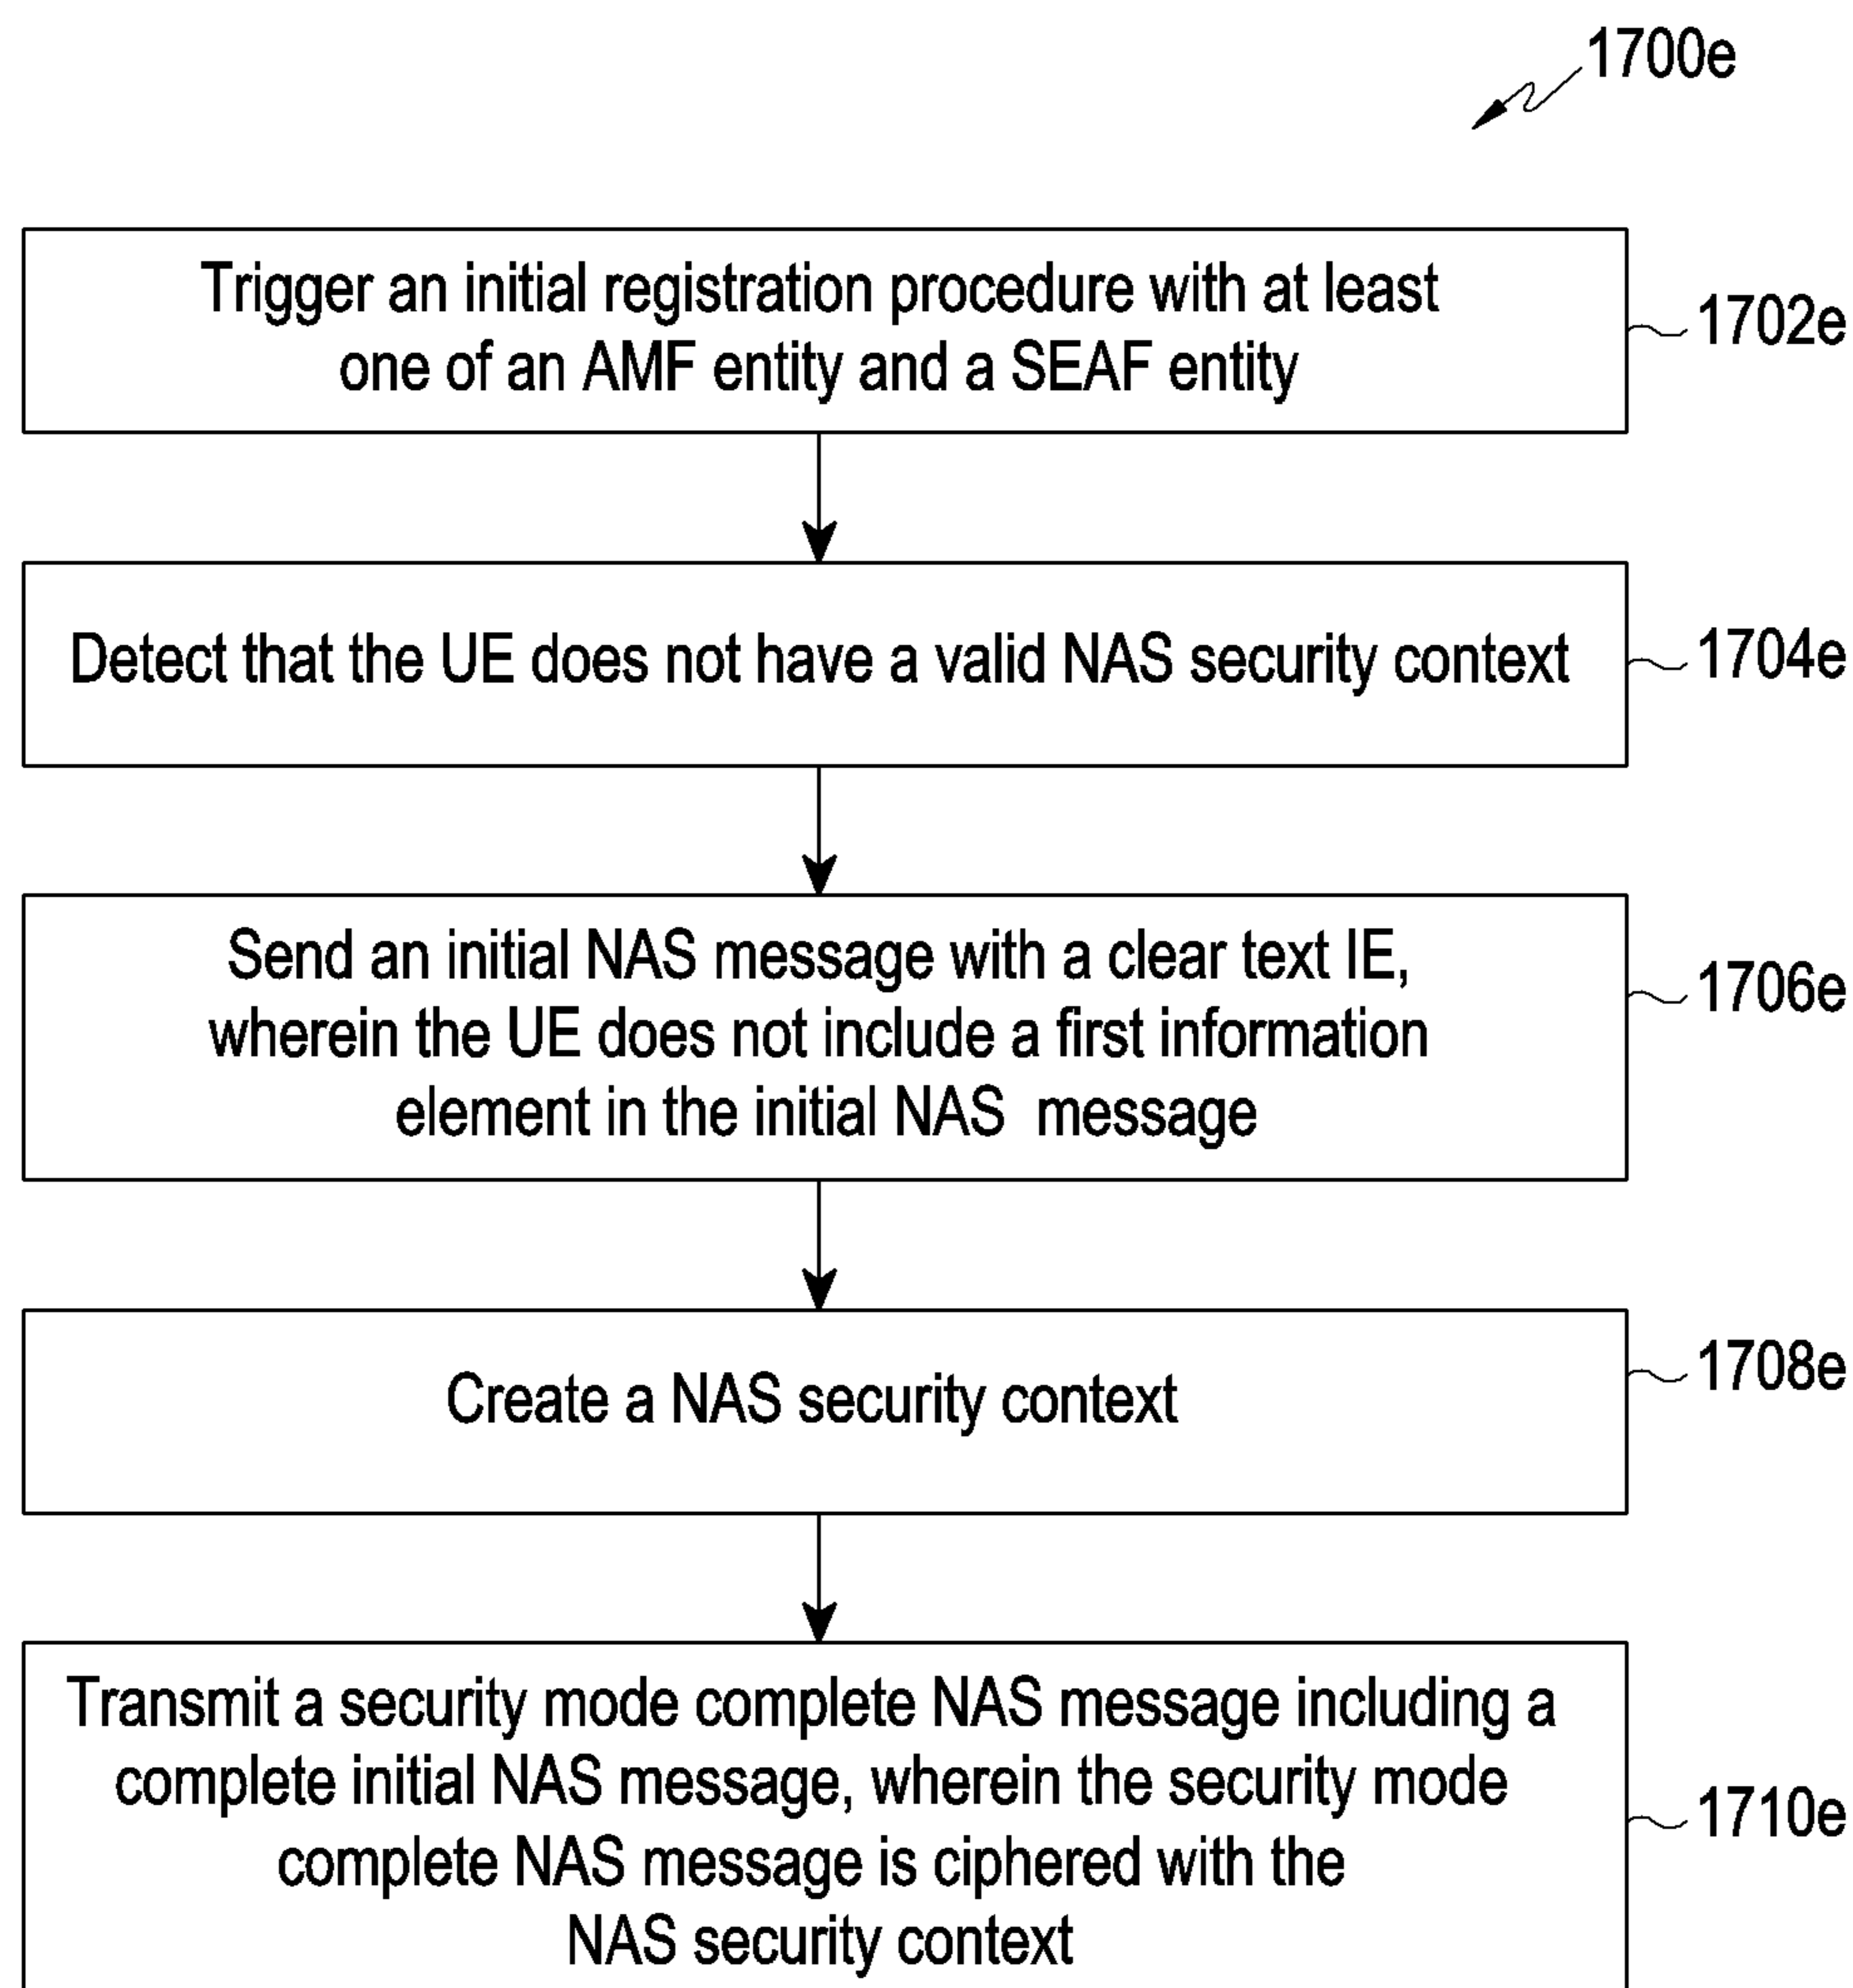 1700e
Trigger an initial registration procedure with at least
one of an AMF entity and a SEAF entity
1702e
Detect that the UE does not have a valid NAS security context
1704e
Send an initial NAS message with a clear text IE,
wherein the UE does not include a first information
element in the initial NAS message
1706e
Create a NAS security context
1708e
Transmit a security mode complete NAS message including a
complete initial NAS message, wherein the security mode
complete NAS message is ciphered with the
NAS security context
1710e